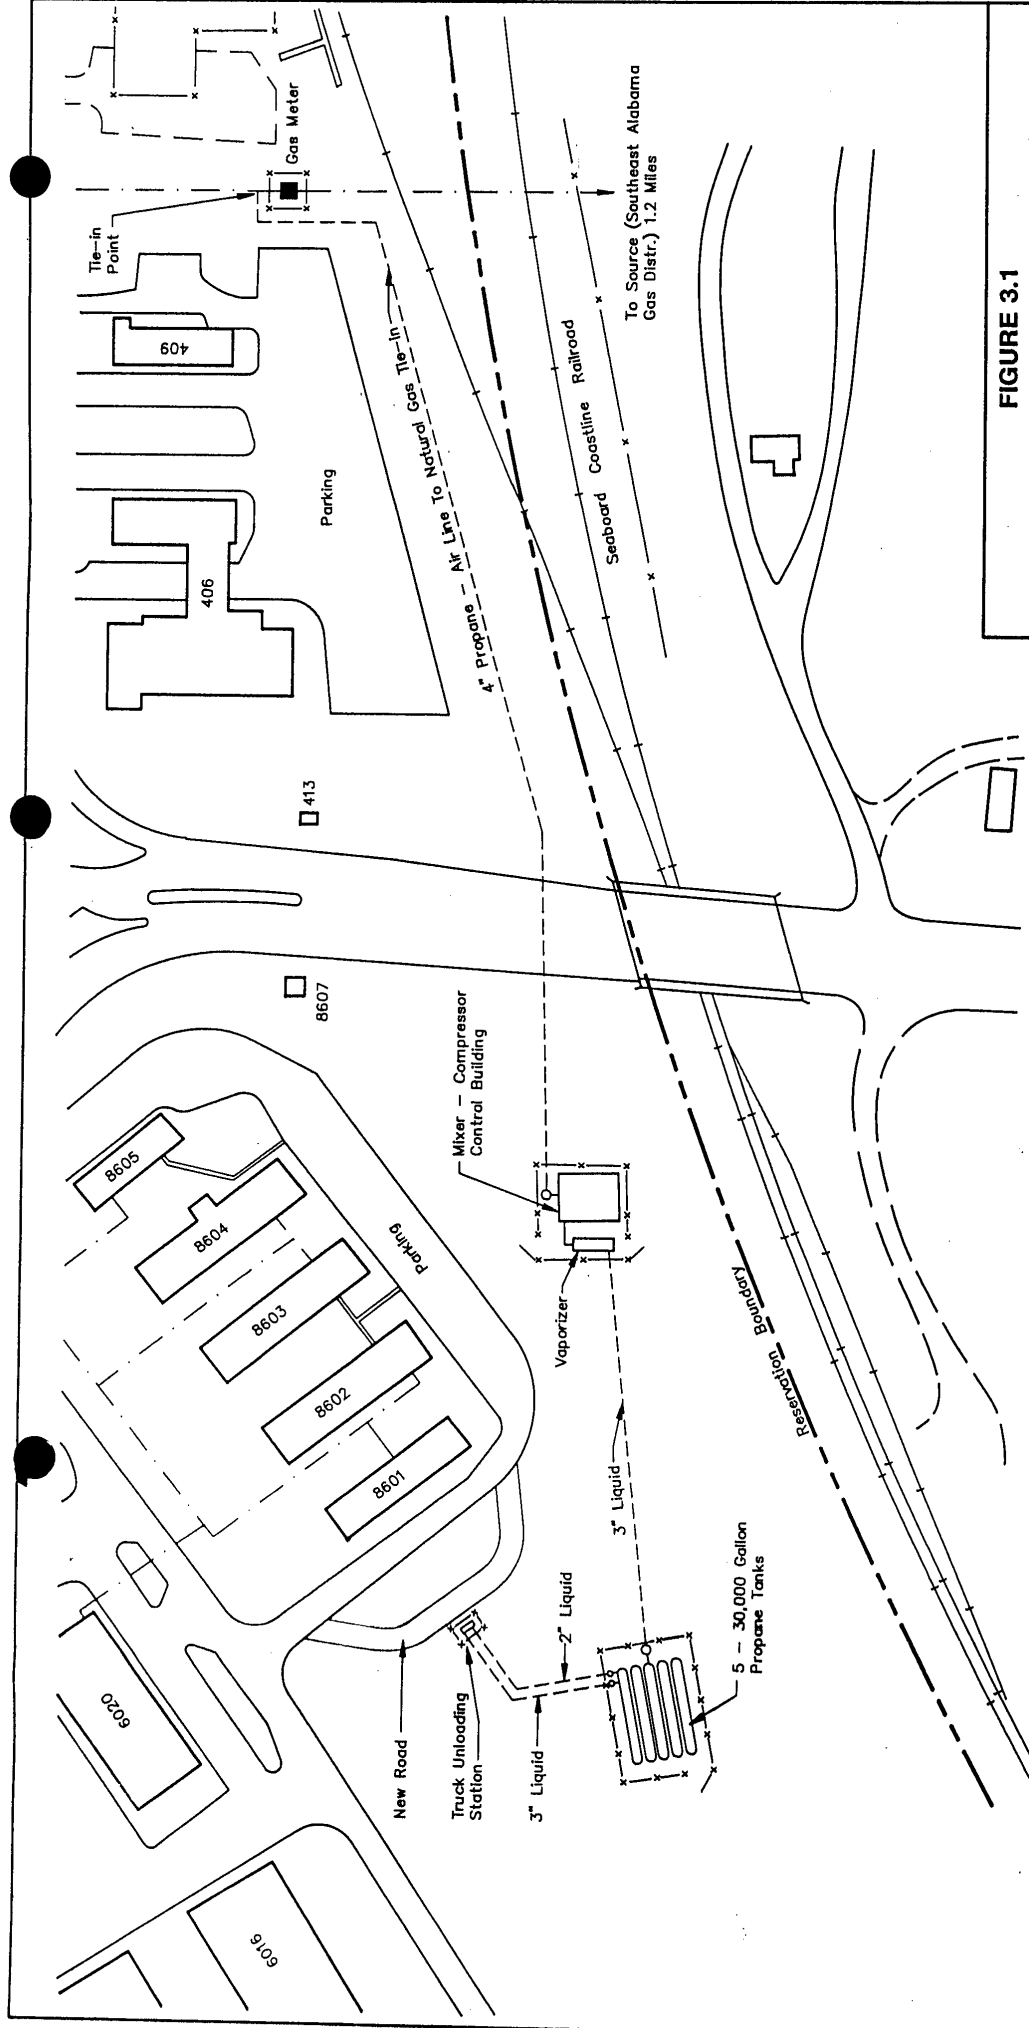 Tie-in
Point
Gas Meter
409
406
Parking
4" Propane - Air Line To Natural Gas Tie-In
To Source (Southeast Alabama
Gas Distr.) 1.2 Miles
Seaboard Coastline Railroad
413
8607
Mixer - Compressor
Control Building
Vaporizer
8605
8604
8603
8602
8601
Parking
Reservation Boundary
3" Liquid
2" Liquid
3" Liquid
5 - 30,000 Gallon
Propane Tanks
New Road
Truck Unloading
Station
6020
6016
FIGURE 3.1